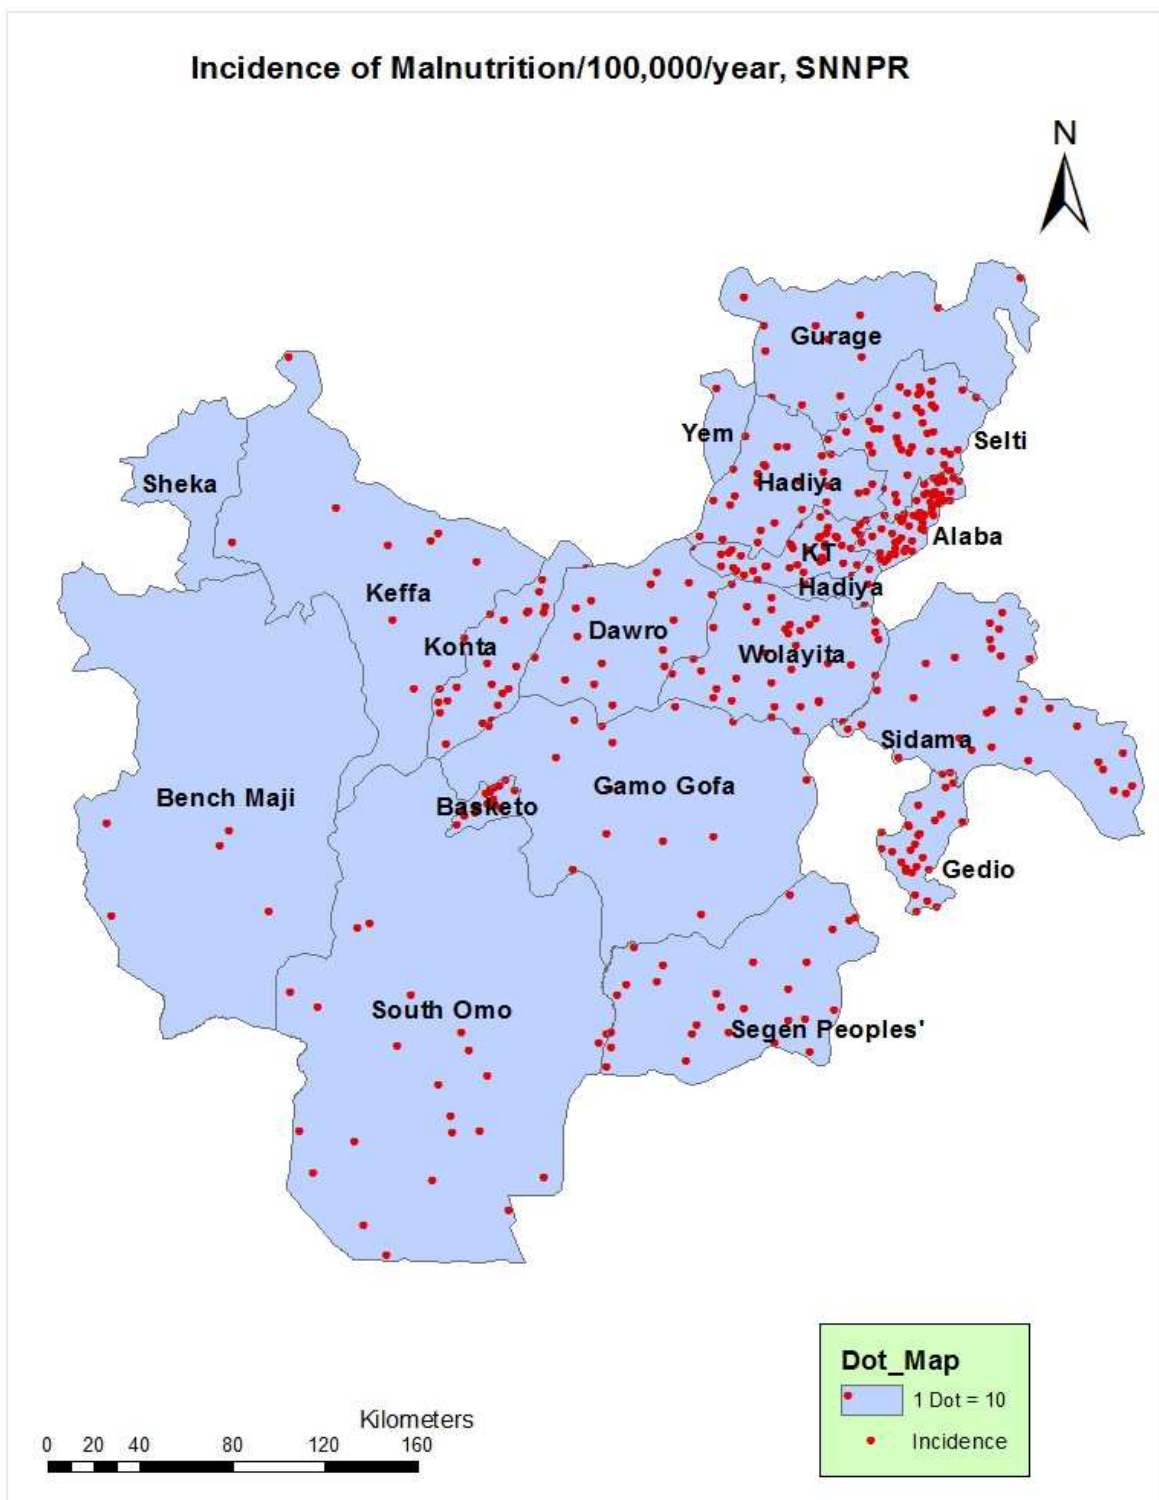 Incidence of Malnutrition/100,000/year, SNNPR
N
Gurage
Yem
Selti
Sheka
Hadiya
Alaba
KT
Hadiya
Keffa
Dawro
Konta
Wolayita
Sidama
Bench Maji
Gamo Gofa
Basketo
Gedio
South Omo
Segen Peoples'
Dot_Map
1 Dot = 10
Incidence
Kilometers
0 20 40 80 120 160